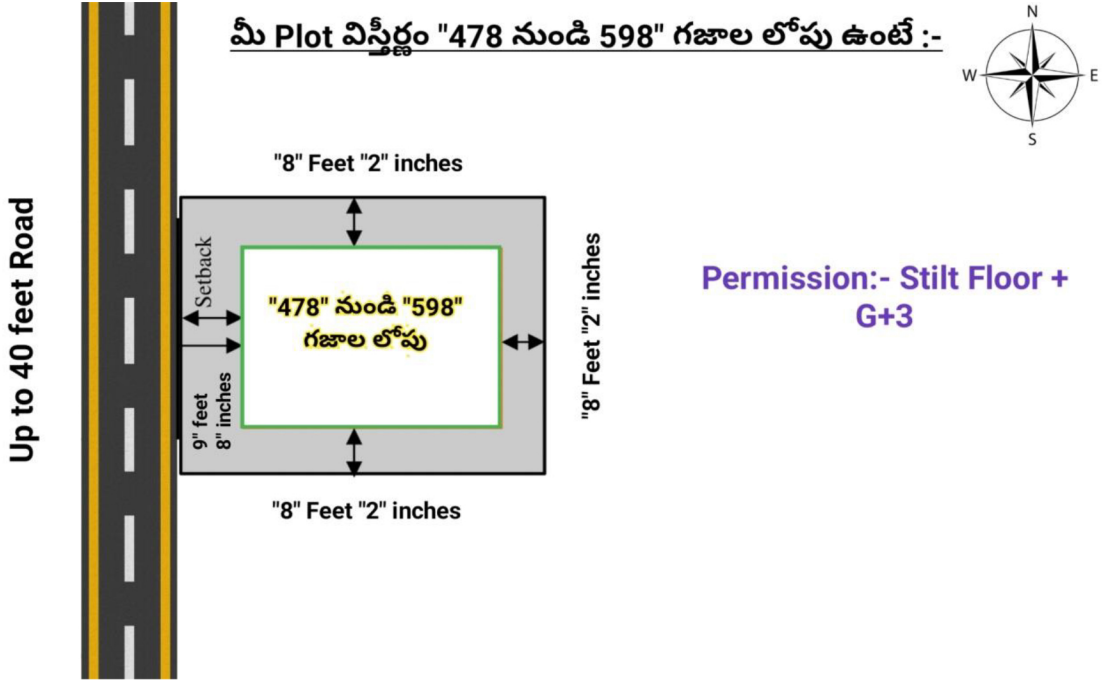 మీ Plot విస్తీర్ణం "478 నుండి 598" గజాల లోపు ఉంటే :-
N
W
E
S
"8" Feet "2" inches
Up to 40 feet Road
Setback
"478" నుండి "598"
గజాల లోపు
9" feet
8" inches
"8" Feet "2" inches
Permission:- Stilt Floor +
G+3
"8" Feet "2" inches